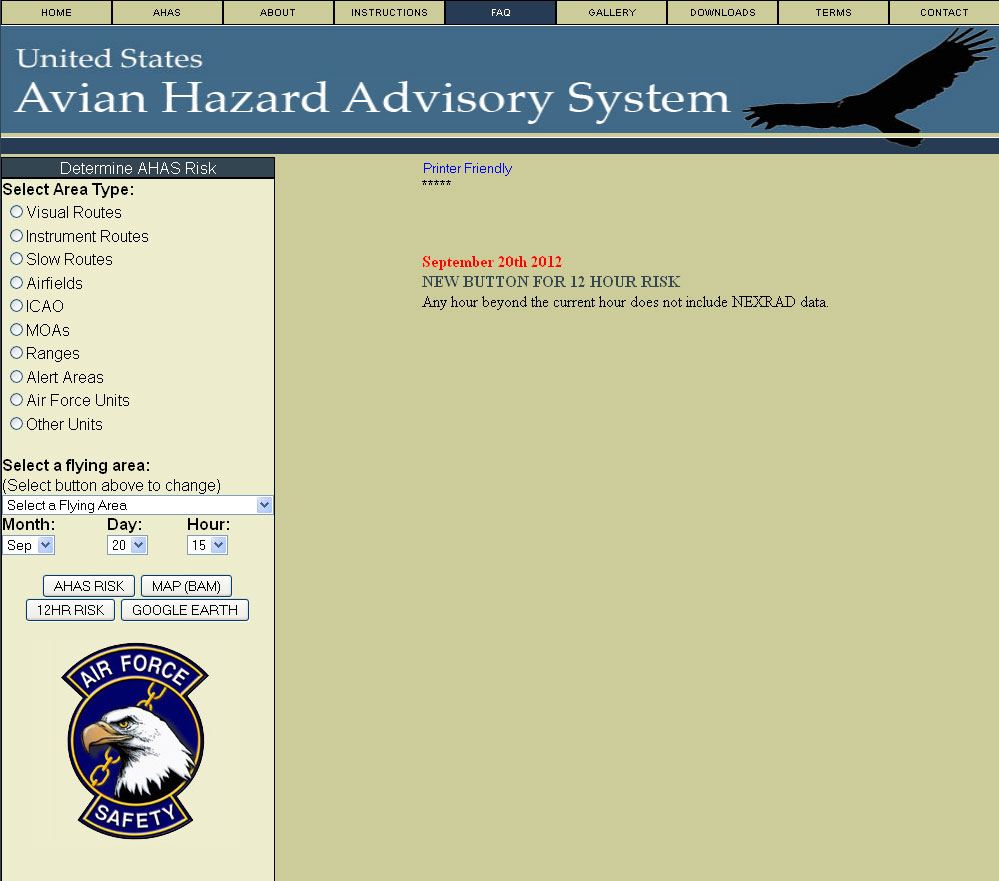 HOME AHAS ABOUT INSTRUCTIONS FAQ GALLERY DOWNLOADS TERMS CONTACT
United States
Avian Hazard Advisory System
Determine AHAS Risk
Select Area Type:
Visual Routes
Instrument Routes
Slow Routes
Airfields
ICAO
MOAs
Ranges
Alert Areas
Air Force Units
Other Units
Select a flying area:
(Select button above to change)
Select a Flying Area
Month: Day: Hour:
Sep 20 15
AHAS RISK MAP (BAM)
12HR RISK GOOGLE EARTH
AIR FORCE
SAFETY
Printer Friendly
*****
September 20th 2012
NEW BUTTON FOR 12 HOUR RISK
Any hour beyond the current hour does not include NEXRAD data.